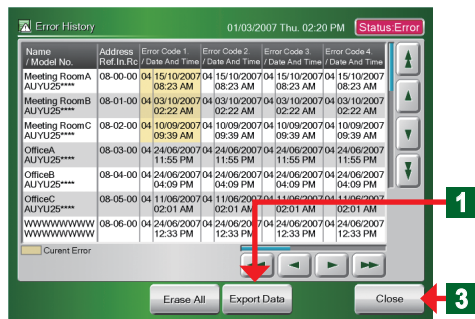 Error History 01/03/2007 Thu. 02:20 PM Status:Error
Name Address Error Code 1. Error Code 2. Error Code 3. Error Code 4.
/ Model No. Ref.In.Rc / Date And Time / Date And Time / Date And Time / Date And Time
Meeting RoomA 08-00-00 04 15/10/2007 04 15/10/2007 04 15/10/2007 04 15/10/2007
AUYU25**** 08:23 AM 08:23 AM 08:23 AM 08:23 AM
Meeting RoomB 08-01-00 04 03/10/2007 04 03/10/2007 04 03/10/2007 04 03/10/2007
AUYU25**** 02:22 AM 02:22 AM 02:22 AM 02:22 AM
Meeting RoomC 08-02-00 04 10/09/2007 04 10/09/2007 04 10/09/2007 04 10/09/2007
AUYU25**** 09:39 AM 09:39 AM 09:39 AM 09:39 AM
OfficeA 08-03-00 04 24/06/2007 04 24/06/2007 04 24/06/2007 04 24/06/2007
AUYU25**** 11:55 PM 11:55 PM 11:55 PM 11:55 PM
OfficeB 08-04-00 04 24/06/2007 04 24/06/2007 04 24/06/2007 04 24/06/2007
AUYU25**** 04:09 PM 04:09 PM 04:09 PM 04:09 PM
OfficeC 08-05-00 04 11/06/2007 04 11/06/2007 04 11/06/2007 04 11/06/2007
AUYU25**** 02:01 AM 02:01 AM 02:01 AM 02:01 AM
WWWWWWWW 08-06-00 04 24/06/2007 04 24/06/2007 04 24/06/2007 04 24/06/2007
WWWWWWWW 12:33 PM 12:33 PM 12:33 PM 12:33 PM
Curent Error
Erase All Export Data Close
1
3